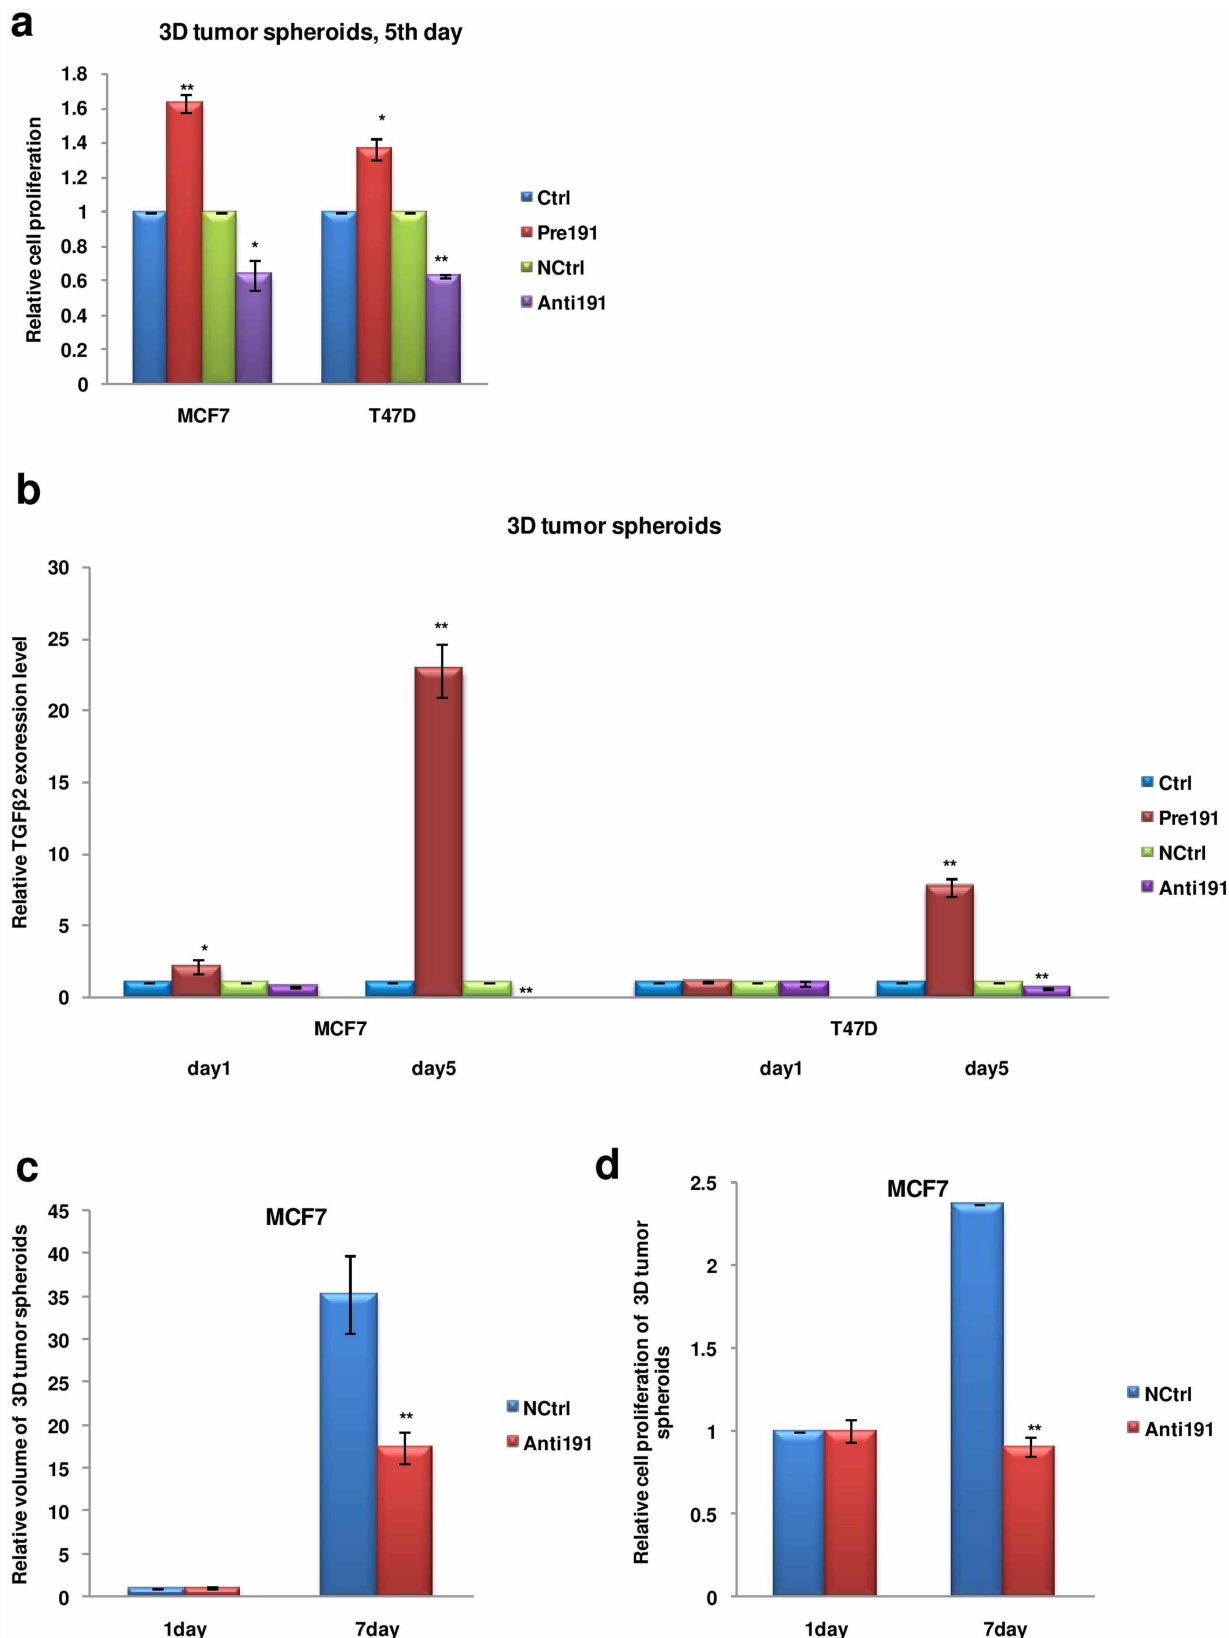 a
3D tumor spheroids, 5th day
Relative cell proliferation
1.8
1.6
1.4
1.2
1
0.8
0.6
0.4
0.2
0
**
*
*
**
MCF7
T47D
Ctrl
Pre191
NCtrl
Anti191
b
3D tumor spheroids
Relative TGFβ2 exoression level
30
25
20
15
10
5
0
*
**
**
**
**
MCF7
T47D
day1
day5
day1
day5
Ctrl
Pre191
NCtrl
Anti191
c
MCF7
Relative volume of 3D tumor spheroids
45
40
35
30
25
20
15
10
5
0
**
1day
7day
NCtrl
Anti191
d
MCF7
Relative cell proliferation of 3D tumor
spheroids
2.5
2
1.5
1
0.5
0
**
1day
7day
NCtrl
Anti191